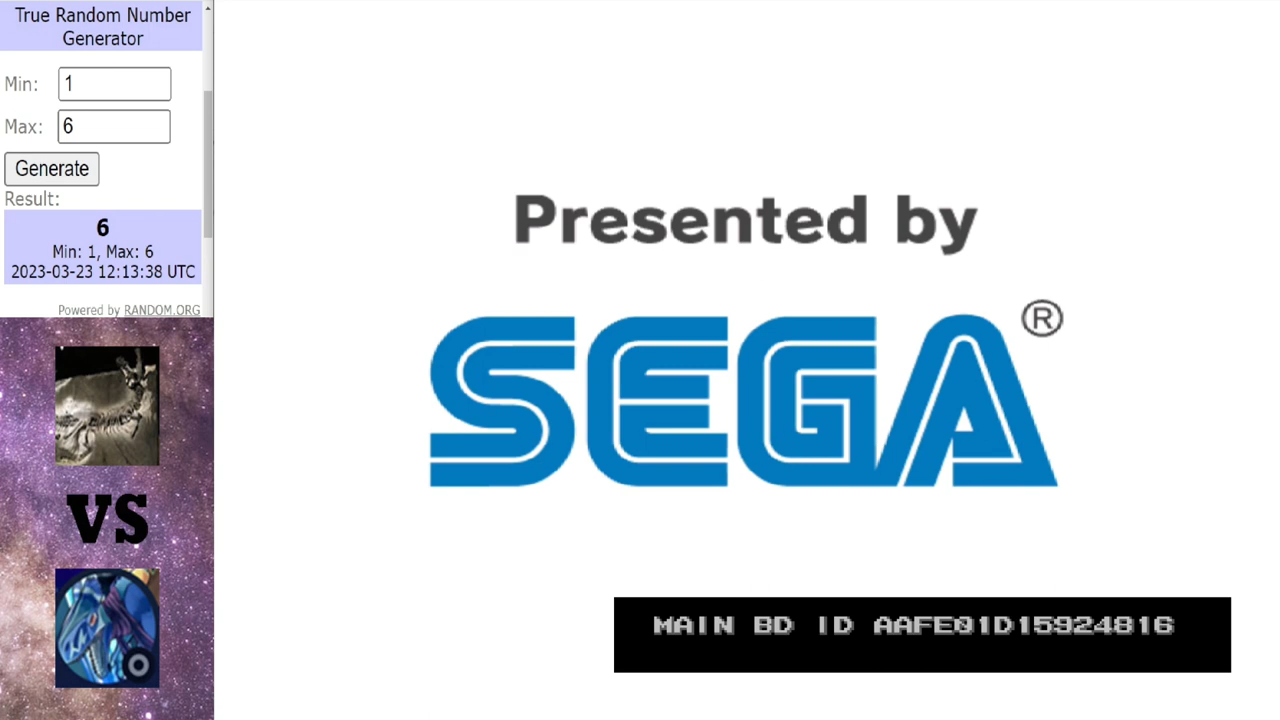 True Random Number
Generator
Min: 1
Max: 6
Generate
Result:
6
Min: 1, Max: 6
2023-03-23 12:13:38 UTC
Powered by RANDOM.ORG
VS
Presented by
SEGA®
MAIN BD ID AAFE01D15924816